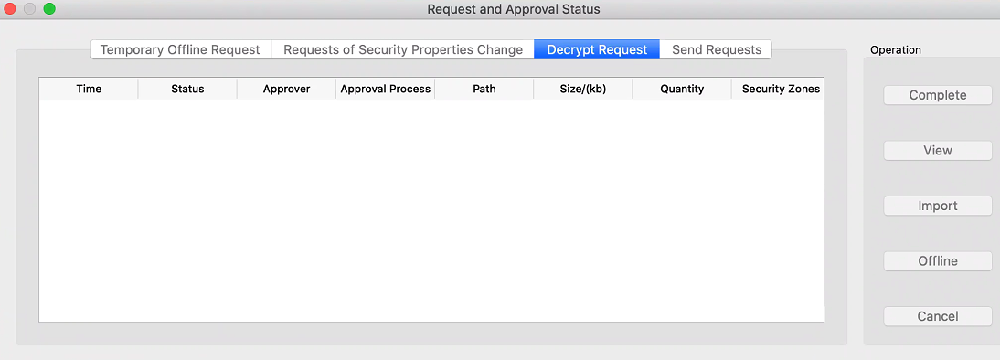 Request and Approval Status
Temporary Offline Request Requests of Security Properties Change Decrypt Request Send Requests
Operation
Time Status Approver Approval Process Path Size/(kb) Quantity Security Zones
Complete
View
Import
Offline
Cancel